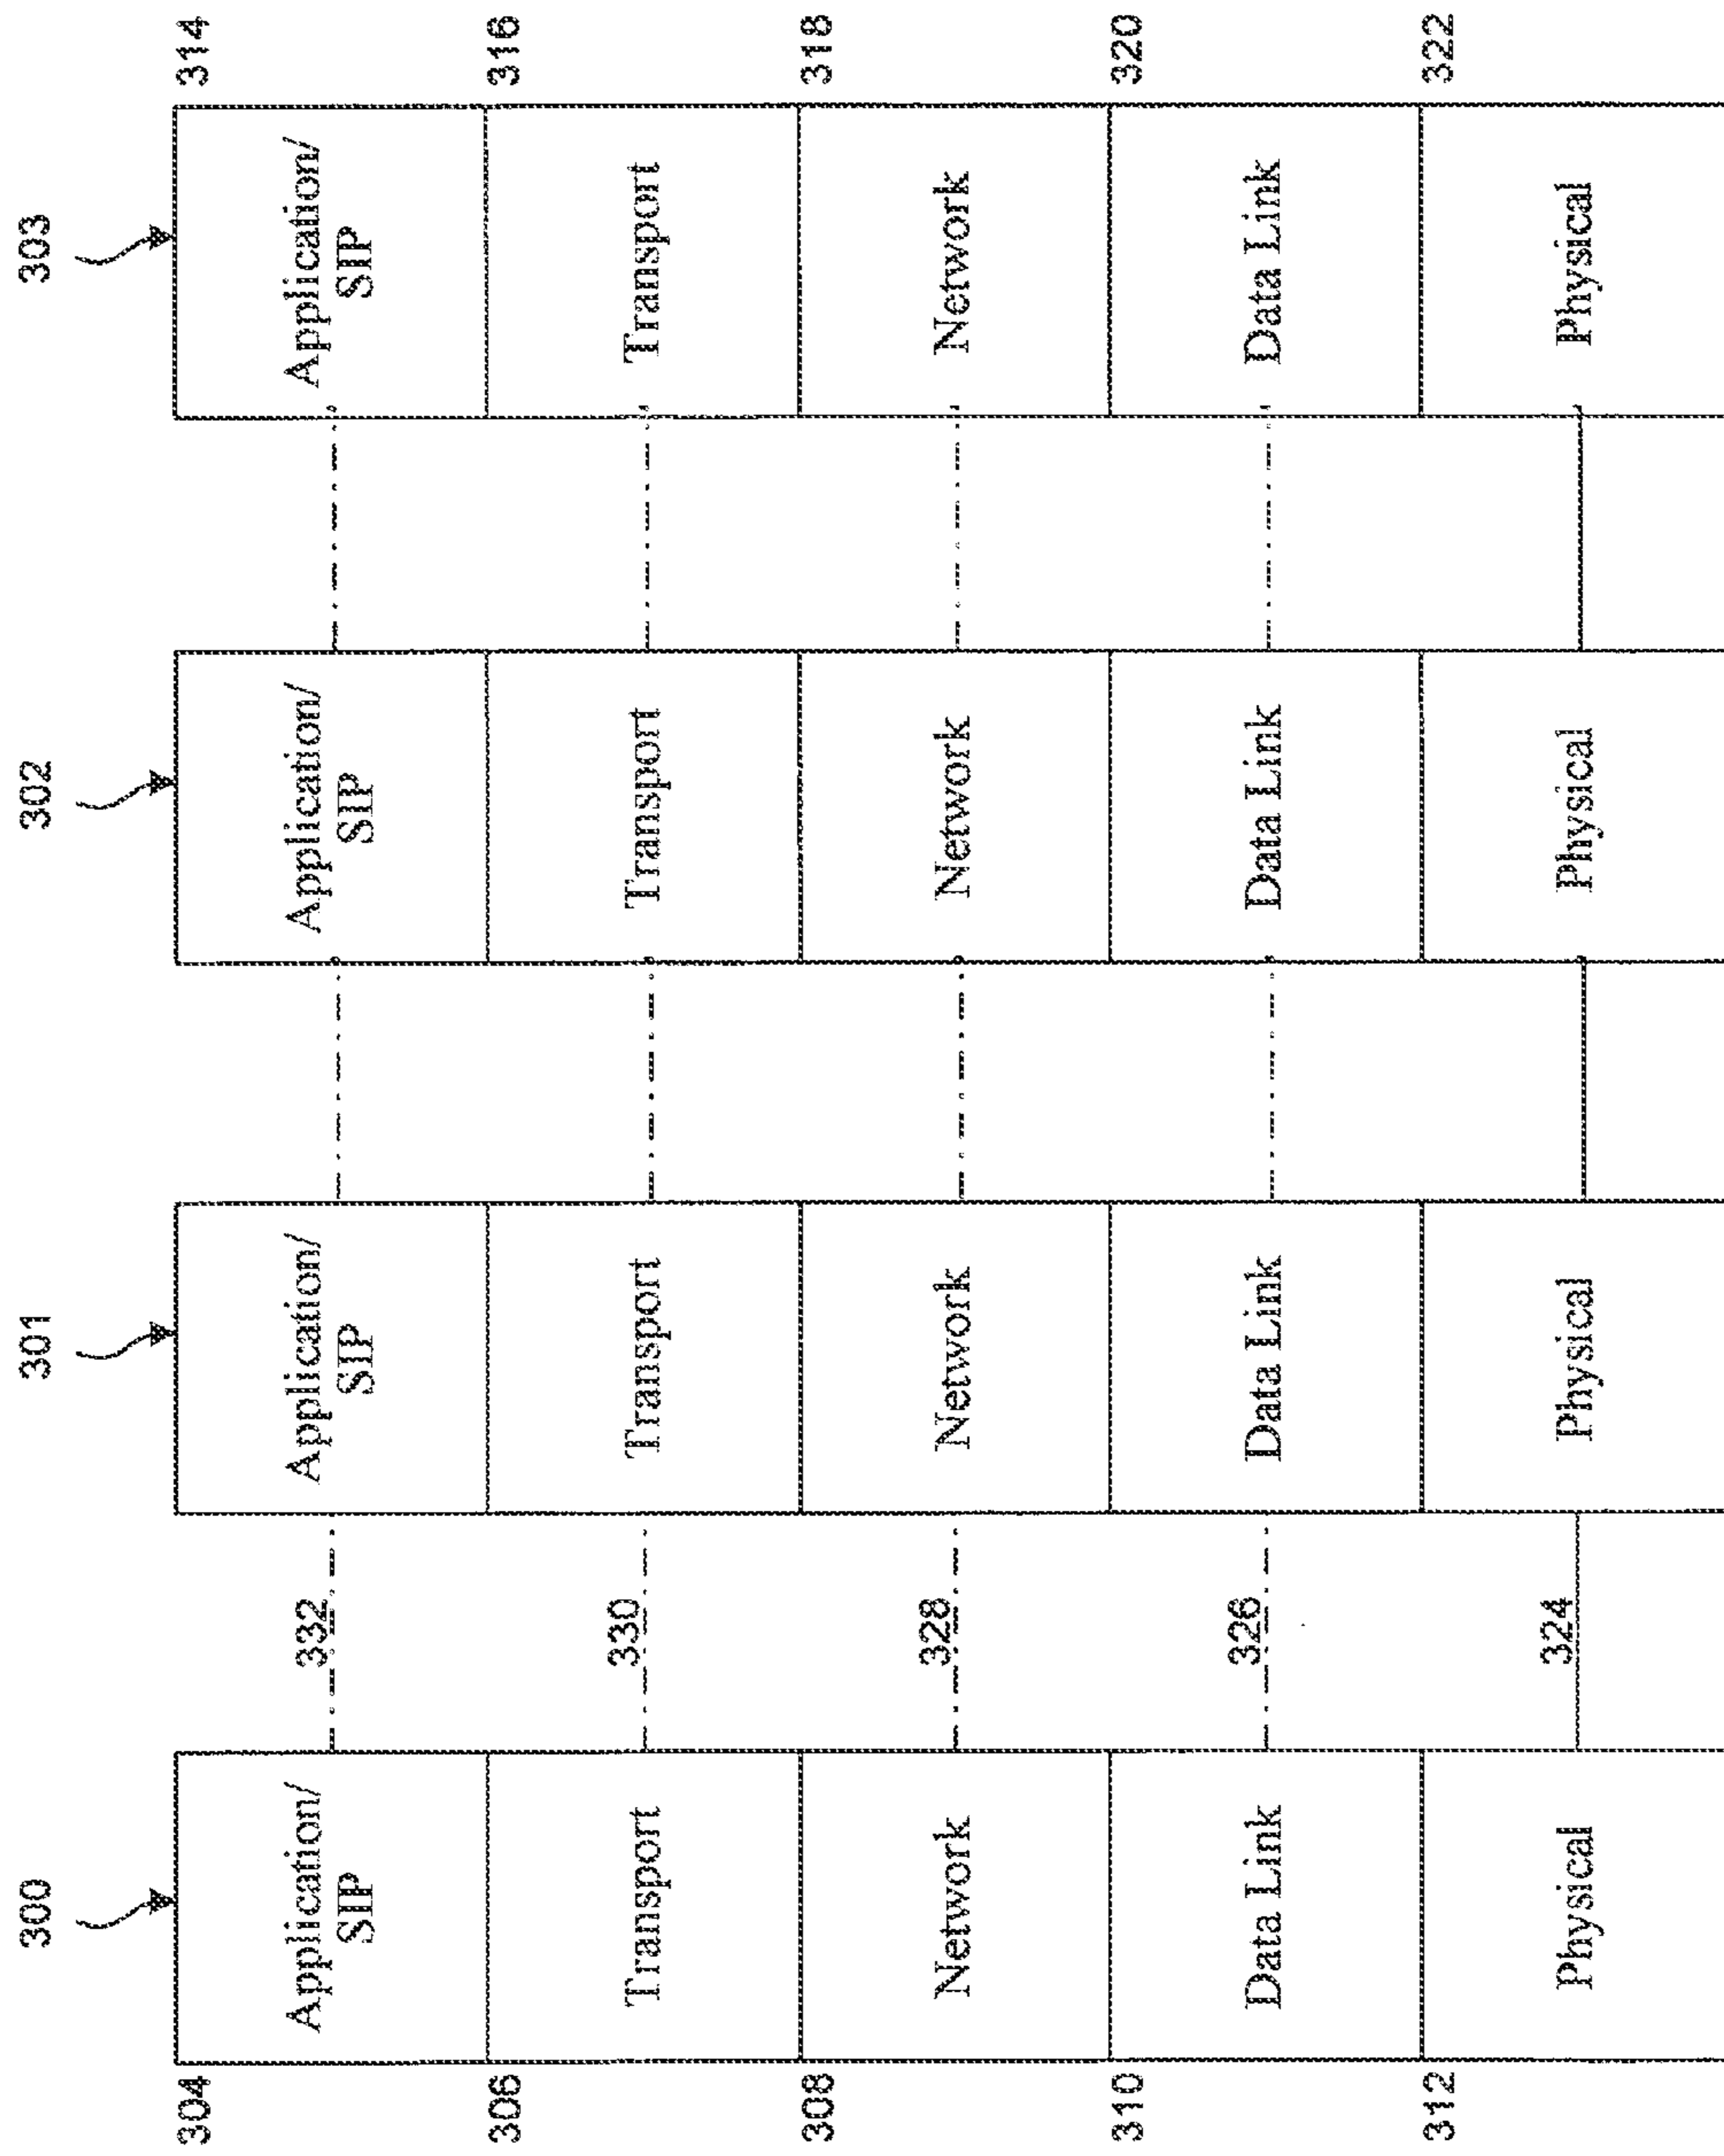 300
301
302
303
304
Application/
SIP
332
Application/
SIP
Application/
SIP
Application/
SIP
314
306
Transport
330
Transport
Transport
Transport
316
308
Network
328
Network
Network
Network
318
310
Data Link
326
Data Link
Data Link
Data Link
320
312
Physical
324
Physical
Physical
Physical
322